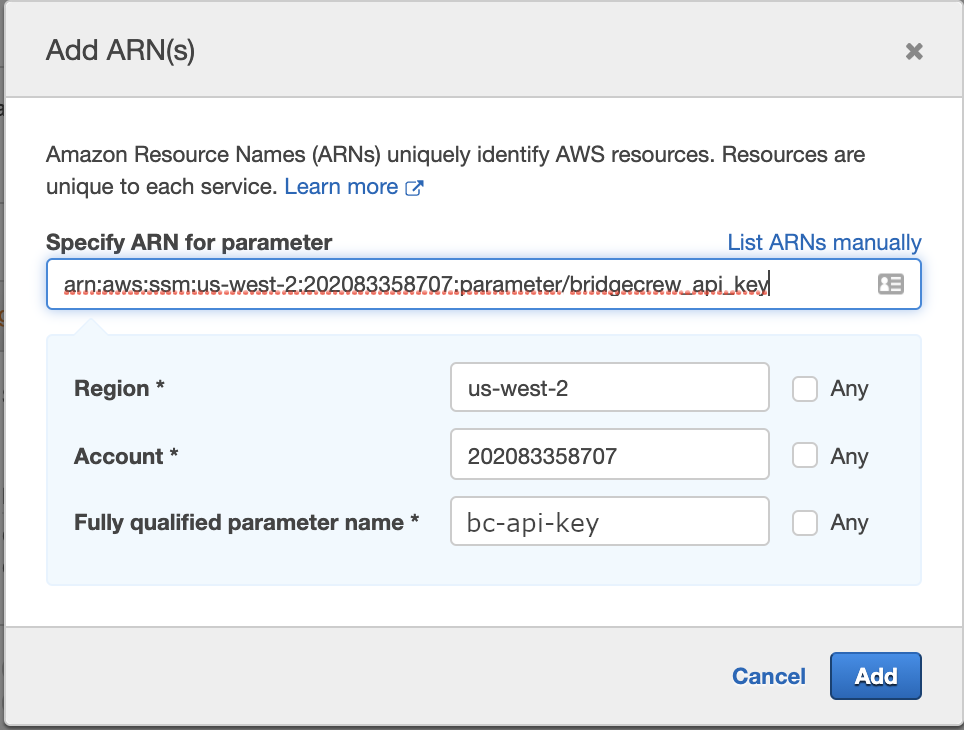 Add ARN(s)
Amazon Resource Names (ARNs) uniquely identify AWS resources. Resources are
unique to each service. Learn more
Specify ARN for parameter List ARNs manually
arn:aws:ssm:us-west-2:202083358707:parameter/bridgecrew_api_key
Region * us-west-2 Any
Account * 202083358707 Any
Fully qualified parameter name * bc-api-key Any
Cancel Add